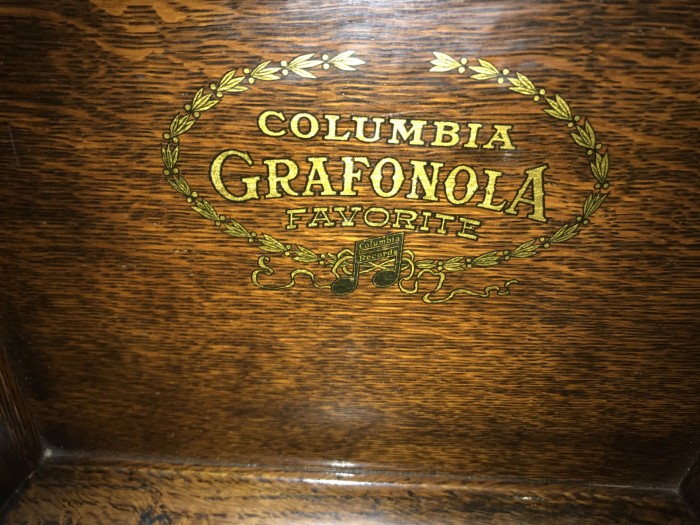 COLUMBIA
GRAFONOLA
FAVORITE
Columbia
Records